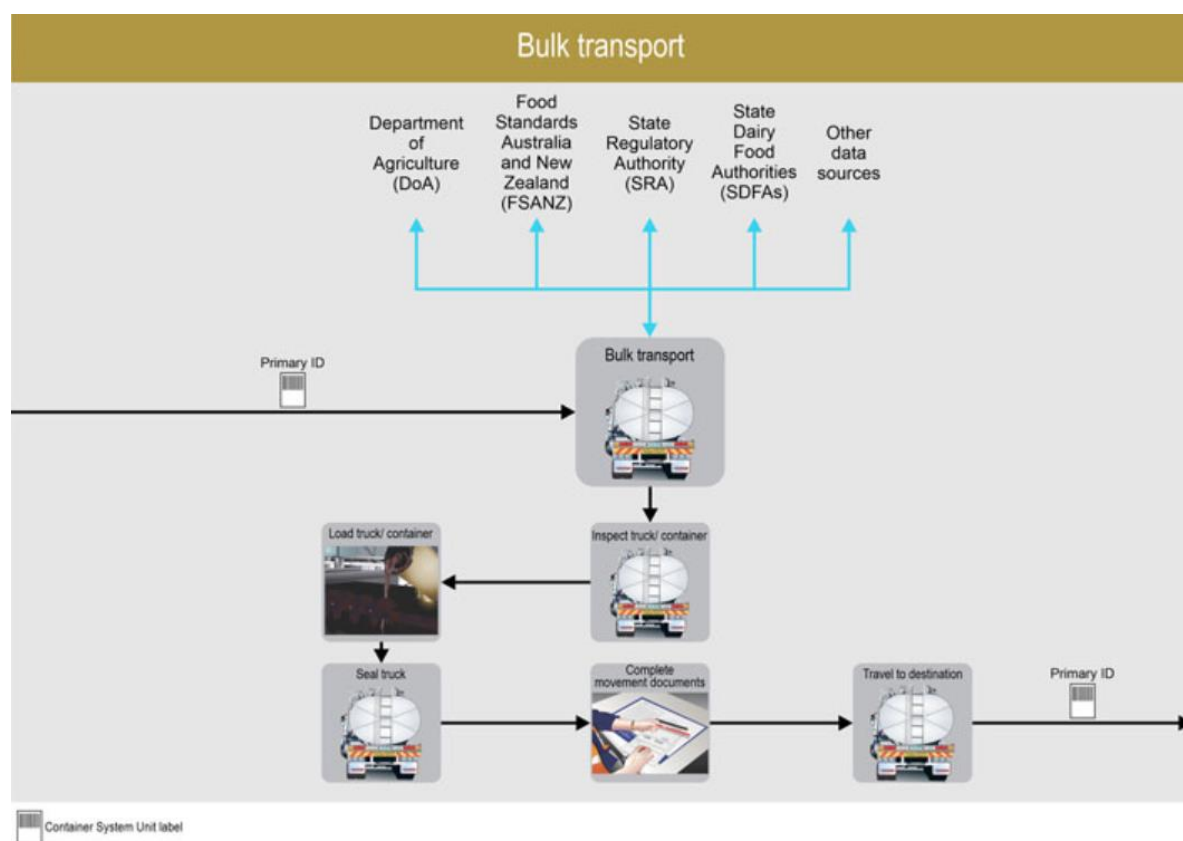 Bulk transport
Department
of
Agriculture
(DoA)
Food
Standards
Australia
and New
Zealand
(FSANZ)
State
Regulatory
Authority
(SRA)
State
Dairy
Food
Authorities
(SDFAs)
Other
data
sources
Primary ID
Bulk transport
Load truck/ container
Inspect truck/ container
Seal truck
Complete
movement documents
Travel to destination
Primary ID
Container System Unit label